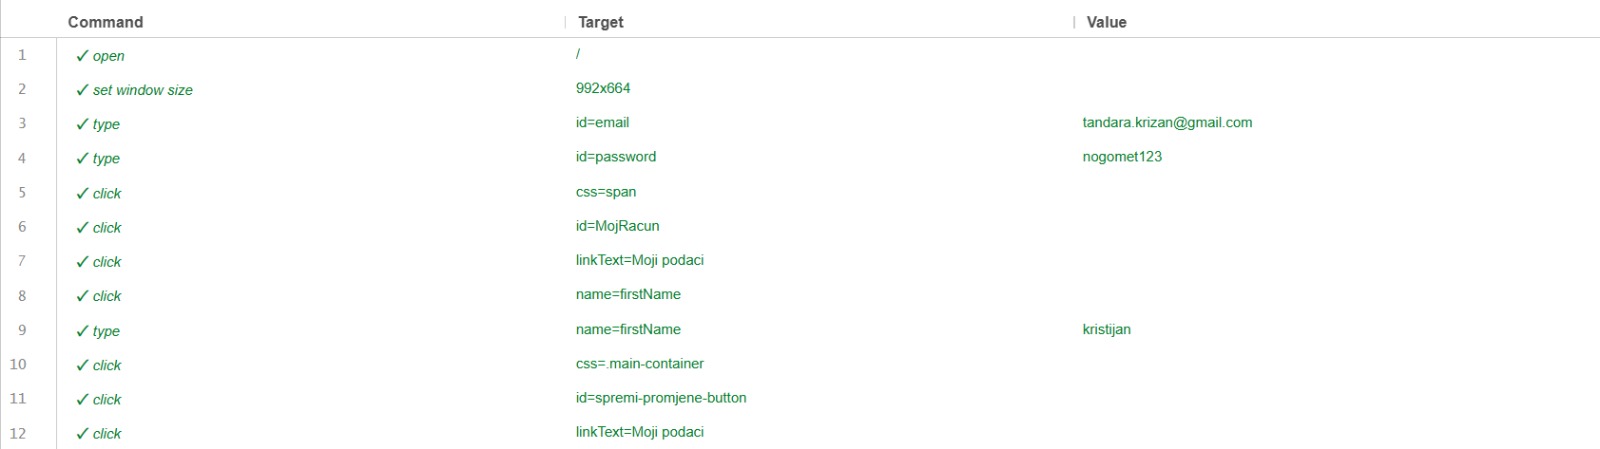 Command Target Value
1 ✓ open /
2 ✓ set window size 992x664
3 ✓ type id=email tandara.krizan@gmail.com
4 ✓ type id=password nogomet123
5 ✓ click css=span
6 ✓ click id=MojRacun
7 ✓ click linkText=Moji podaci
8 ✓ click name=firstName
9 ✓ type name=firstName kristijan
10 ✓ click css=.main-container
11 ✓ click id=spremi-promjene-button
12 ✓ click linkText=Moji podaci